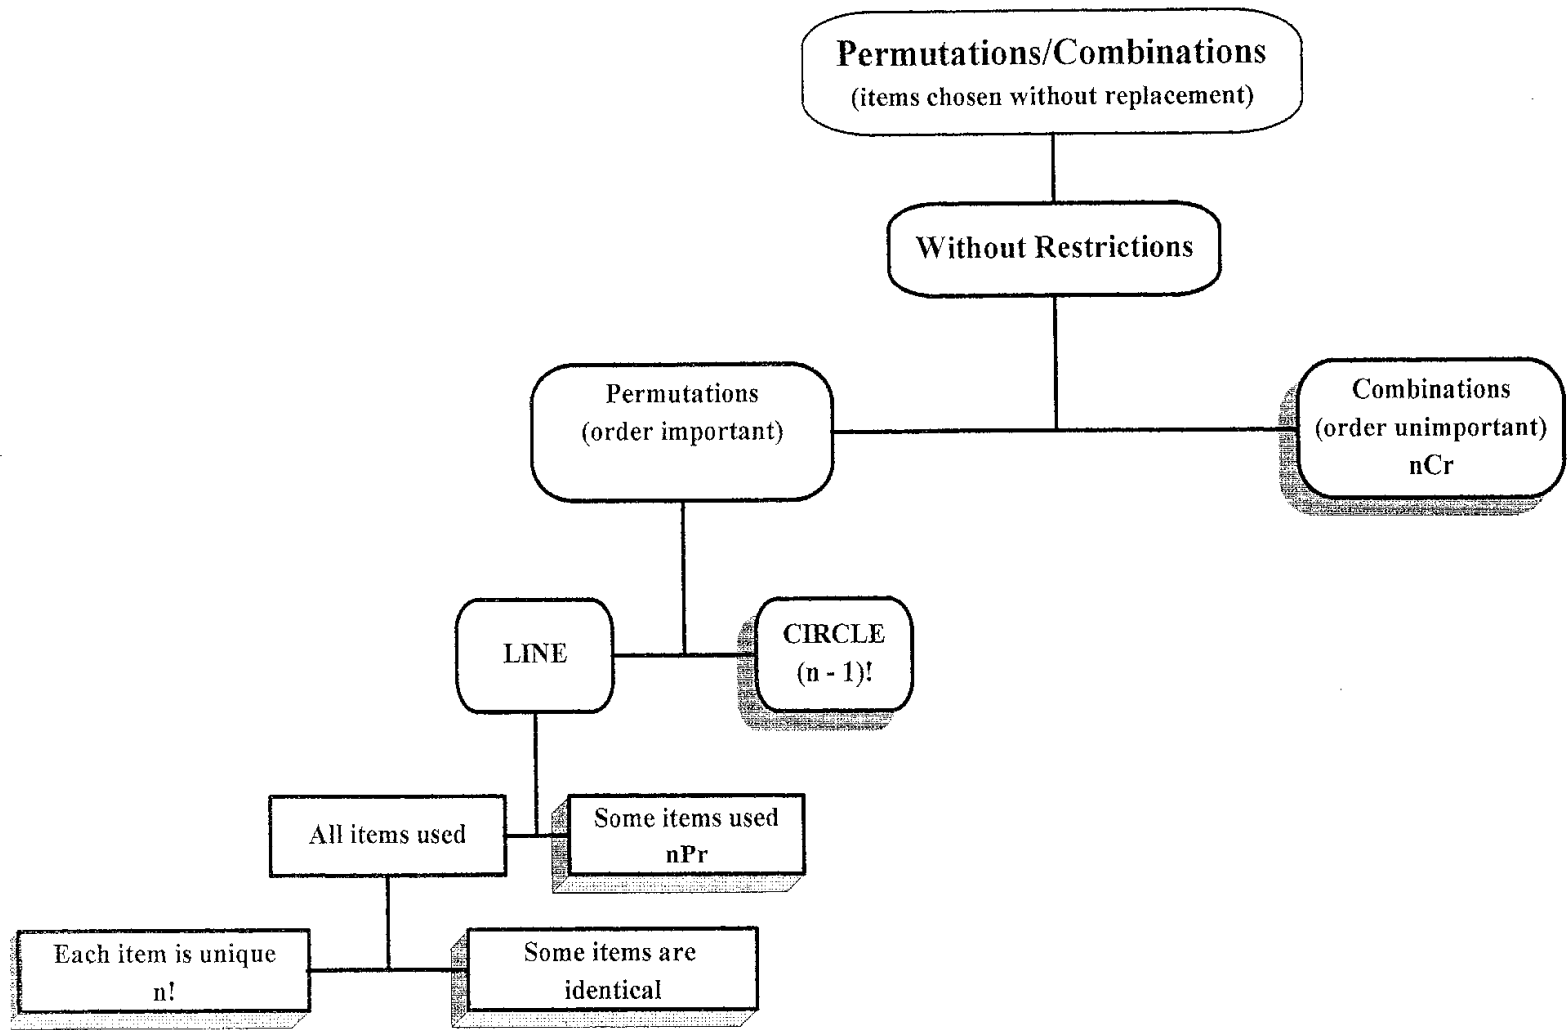 Permutations/Combinations
(items chosen without replacement)
Without Restrictions
Permutations
(order important)
Combinations
(order unimportant)
nCr
LINE
CIRCLE
(n - 1)!
All items used
Some items used
nPr
Each item is unique
n!
Some items are
identical